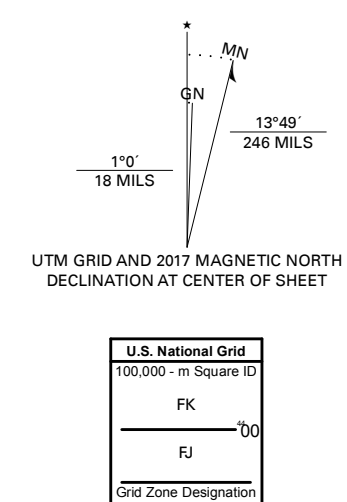 ★
MN
GN
13°49´
246 MILS
1°0´
18 MILS
UTM GRID AND 2017 MAGNETIC NORTH
DECLINATION AT CENTER OF SHEET
U.S. National Grid
100,000 - m Square ID
FK
4400
FJ
Grid Zone Designation